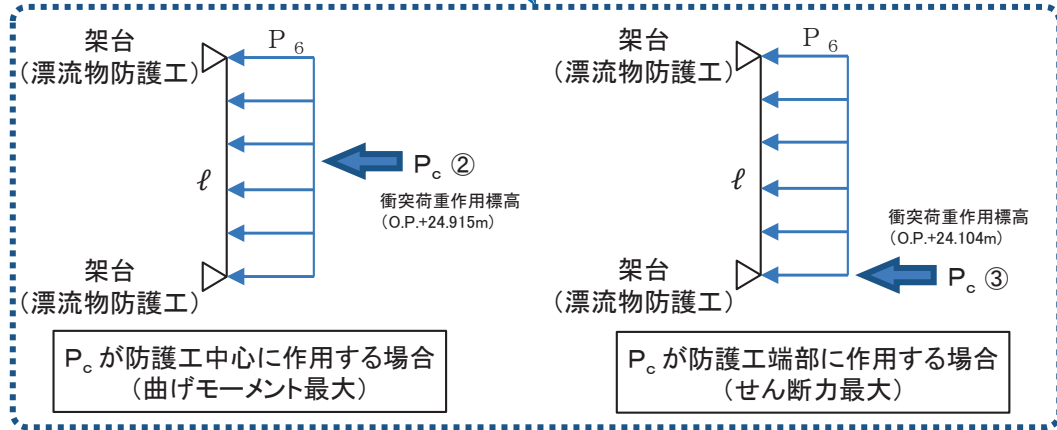 架台
(漂流物防護工)
P 6
ℓ
Pc ②
衝突荷重作用標高
(O.P.+24.915m)
架台
(漂流物防護工)
Pc が防護工中心に作用する場合
(曲げモーメント最大)
架台
(漂流物防護工)
P 6
ℓ
衝突荷重作用標高
(O.P.+24.104m)
Pc ③
架台
(漂流物防護工)
Pc が防護工端部に作用する場合
(せん断力最大)